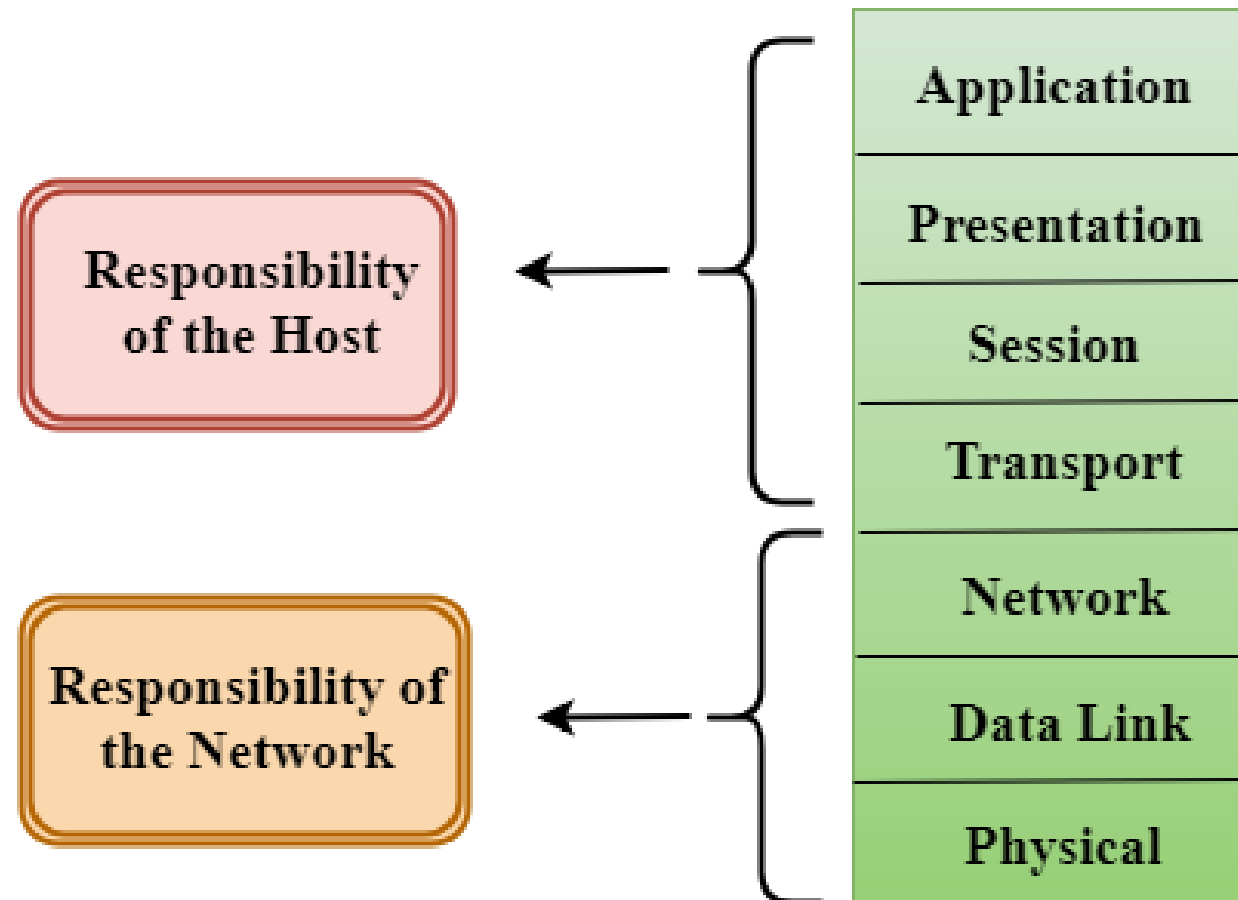 Application
Presentation
Session
Transport
Network
Data Link
Physical
Responsibility
of the Host
Responsibility of
the Network